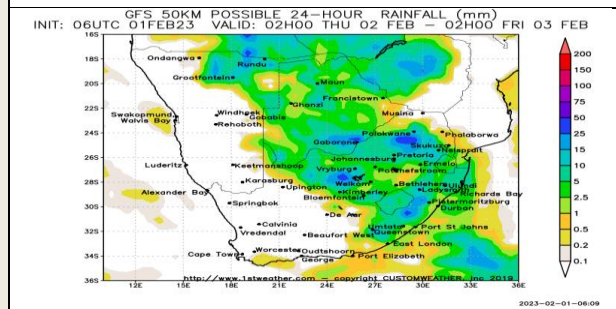 GFS 50KM POSSIBLE 24-HOUR RAINFALL (mm)
INIT: 06UTC 01FEB23 VALID: 02H00 THU 02 FEB – 02H00 FRI 03 FEB
16S
Ondangwa
Rundu
18S
Grootfontein
Maun
20S
Francistown
Ghanzi
22S
Musina
Swakopmund
Windhoek
Gobabis
Walvis Bay
Rehoboth
Polokwane
Phalaborwa
24S
Gaborone
Skukuza
Pretoria
Nelspruit
Johannesburg
26S
Luderitz
Keetmanshoop
Vryburg
Potchefstroom
Ermelo
Karasburg
Welkom
Bethlehem
Ulundi
28S
Alexander Bay
Upington
Kimberley
Ladysmith
Richards Bay
Bloemfontein
Springbok
Pietermaritzburg
30S
Durban
De Aar
Calvinia
Umtata
Port St Johns
Vredendal
Beaufort West
Queenstown
32S
East London
Cape Town
Worcester
Oudtshoorn
34S
George
Port Elizabeth
http://www.1stweather.com – copyright CUSTOMWEATHER, Inc 2019
36S
12E 15E 18E 21E 24E 27E 30E 33E 36E
200
150
100
75
50
25
15
10
5
2.5
1
0.5
0.2
0.1
2023-02-01-06:09